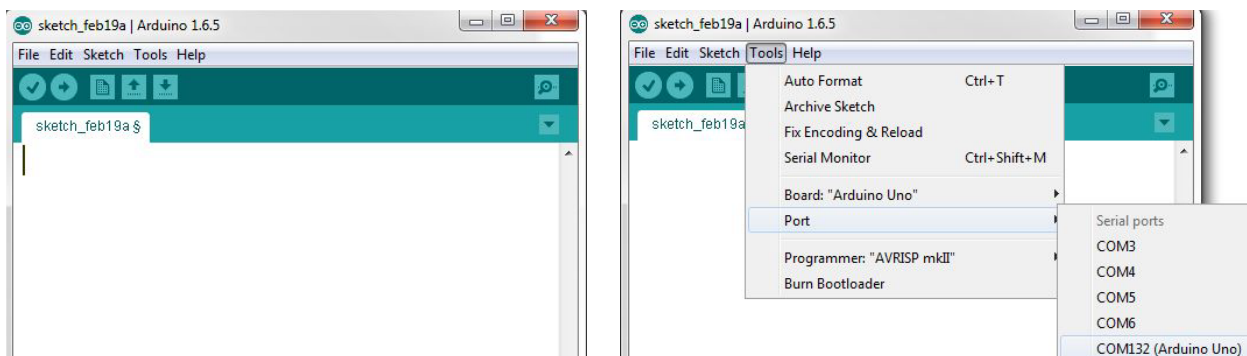 sketch_feb19a | Arduino 1.6.5
File Edit Sketch Tools Help
sketch_feb19a §
sketch_feb19a | Arduino 1.6.5
File Edit Sketch Tools Help
sketch_feb19a
Auto Format Ctrl+T
Archive Sketch
Fix Encoding & Reload
Serial Monitor Ctrl+Shift+M
Board: "Arduino Uno"
Port
Programmer: "AVRISP mkII"
Burn Bootloader
Serial ports
COM3
COM4
COM5
COM6
COM132 (Arduino Uno)